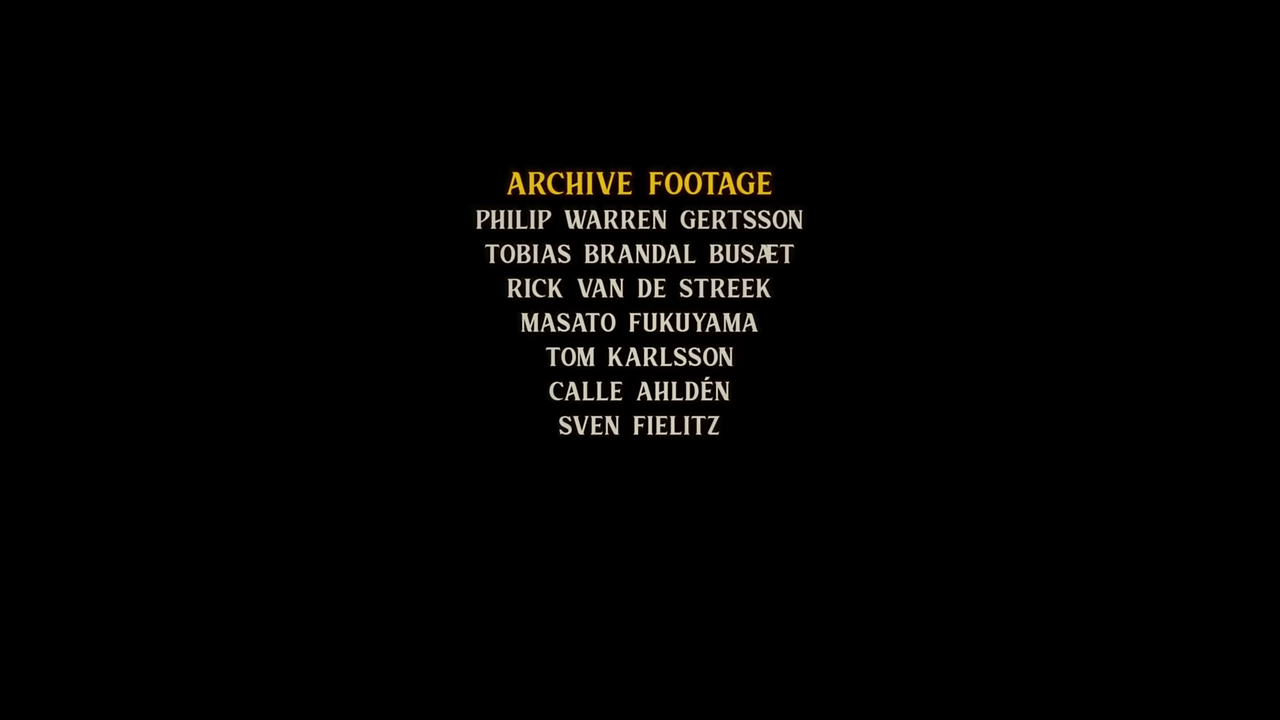 ARCHIVE FOOTAGE
PHILIP WARREN GERTSSON
TOBIAS BRANDAL BUSÆT
RICK VAN DE STREEK
MASATO FUKUYAMA
TOM KARLSSON
CALLE AHLDÉN
SVEN FIELITZ